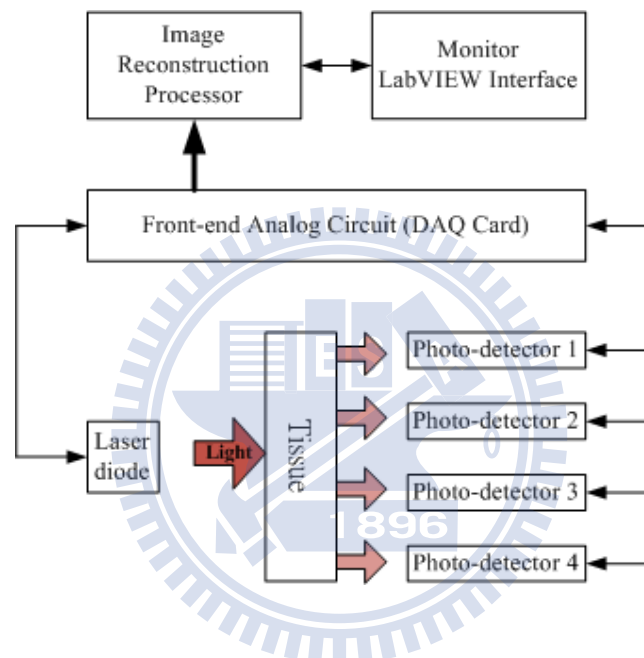 Image
Reconstruction
Processor
Monitor
LabVIEW Interface
Front-end Analog Circuit (DAQ Card)
Laser
diode
Light
Tissue
Photo-detector 1
Photo-detector 2
Photo-detector 3
Photo-detector 4
1896